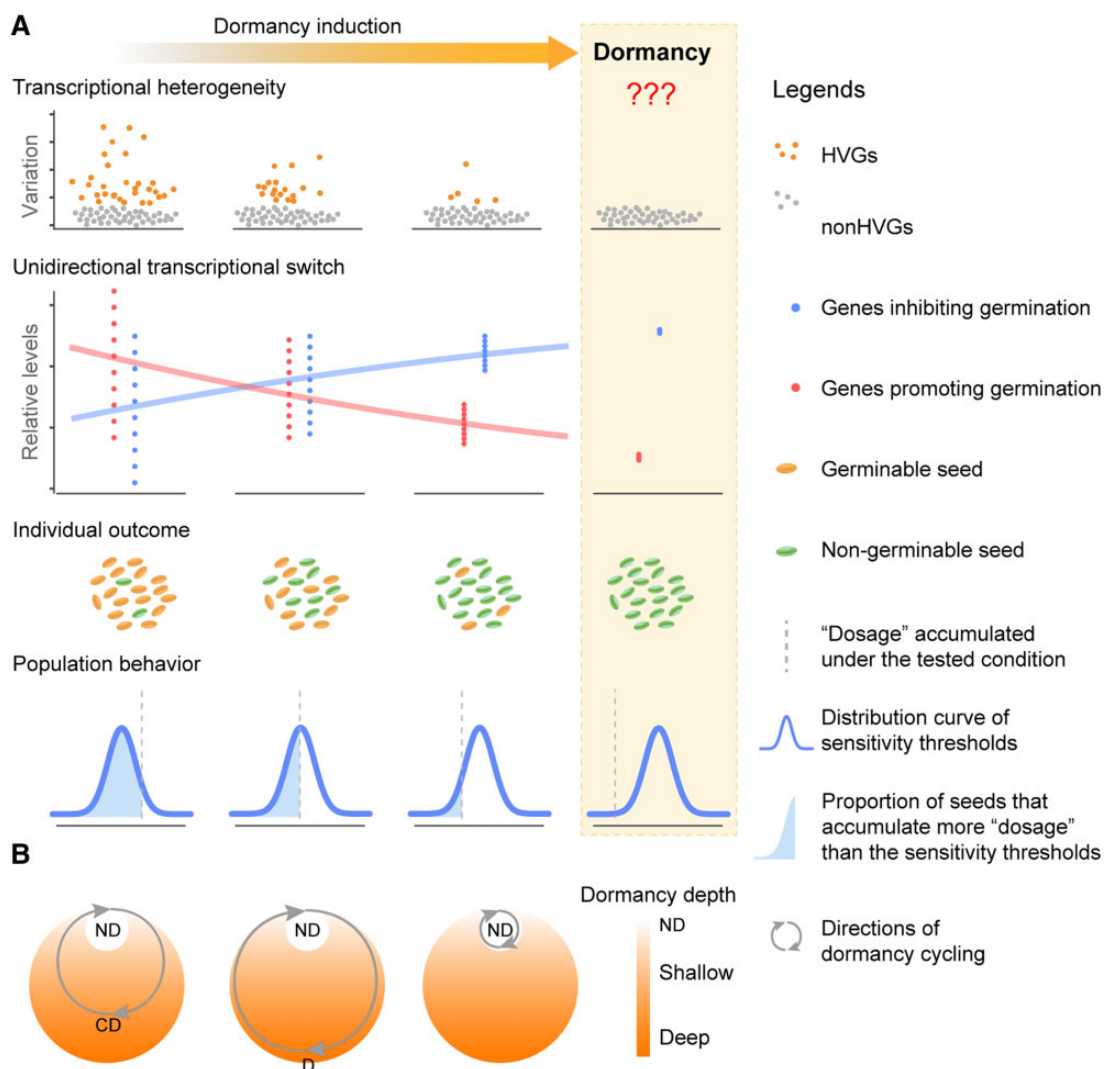 A
Dormancy induction
Dormancy
???
Transcriptional heterogeneity
Variation
Unidirectional transcriptional switch
Relative levels
Individual outcome
Population behavior
Legends
HVGs
nonHVGs
Genes inhibiting germination
Genes promoting germination
Germinable seed
Non-germinable seed
“Dosage” accumulated
under the tested condition
Distribution curve of
sensitivity thresholds
Proportion of seeds that
accumulate more “dosage”
than the sensitivity thresholds
Directions of
dormancy cycling
B
ND
CD
ND
D
ND
Dormancy depth
ND
Shallow
Deep